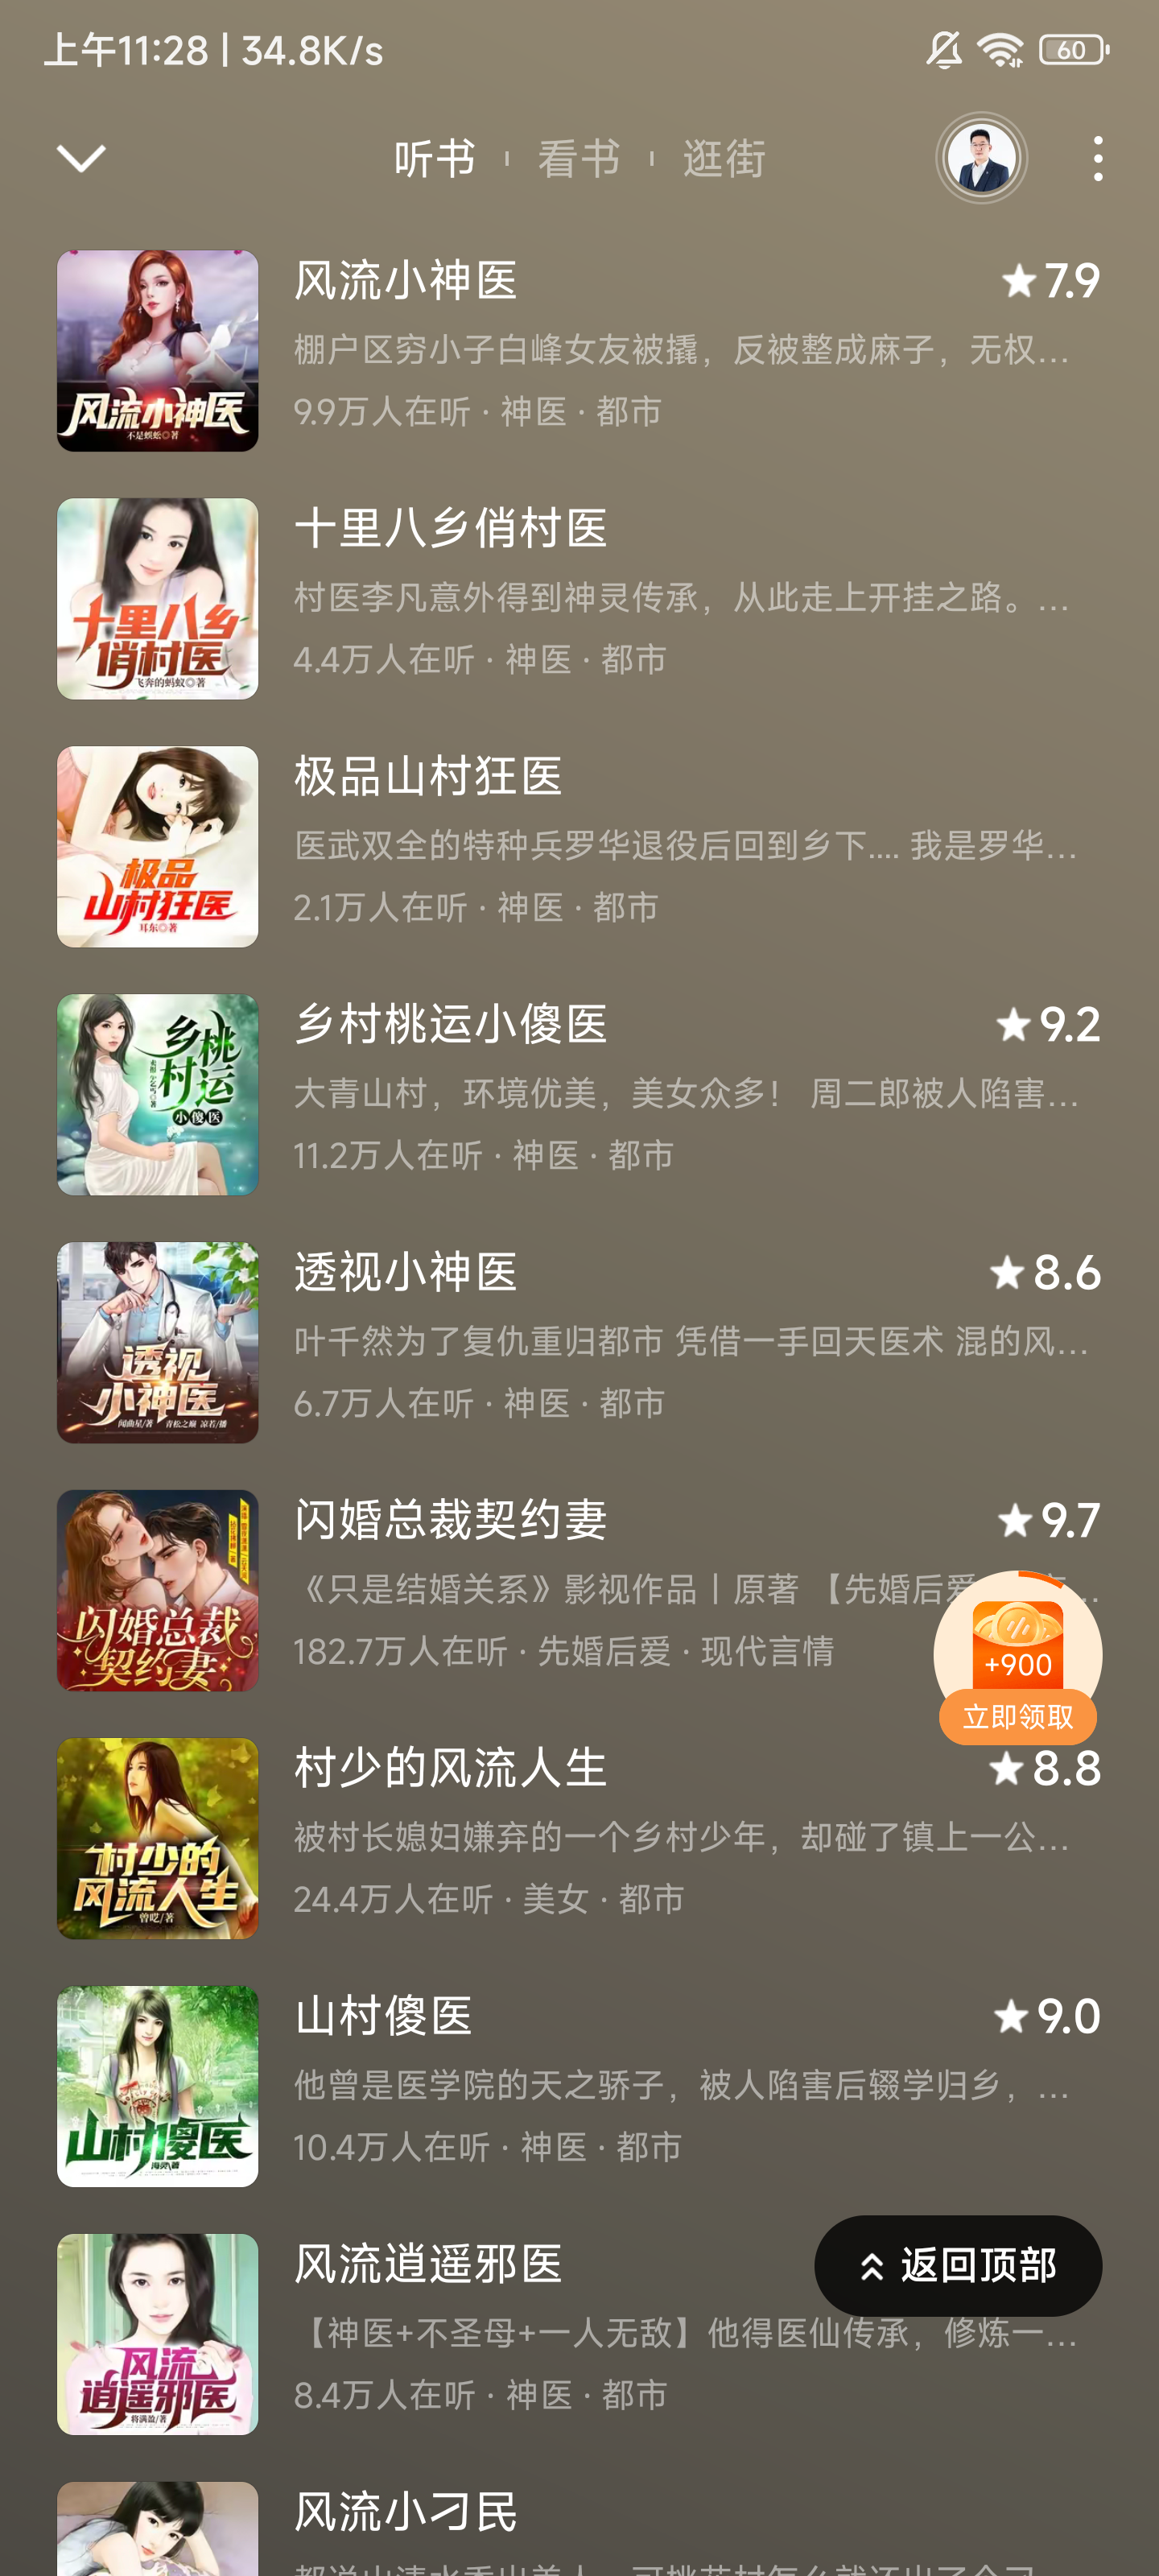 上午11:28 | 34.8K/s
60
听书 看书 逛街
风流小神医
不是蜈蚣◎著
风流小神医
7.9
棚户区穷小子白峰女友被撬，反被整成麻子，无权...
9.9万人在听 · 神医 · 都市
十里八乡
俏村医
飞奔的蚂蚁◎著
十里八乡俏村医
村医李凡意外得到神灵传承，从此走上开挂之路。...
4.4万人在听 · 神医 · 都市
极品
山村狂医
耳东◎著
极品山村狂医
医武双全的特种兵罗华退役后回到乡下.... 我是罗华...
2.1万人在听 · 神医 · 都市
乡村
桃运
小傻医
乡村桃运小傻医
9.2
大青山村，环境优美，美女众多！ 周二郎被人陷害...
11.2万人在听 · 神医 · 都市
透视
小神医
闻曲星/著 青松之巅 凉若/播
透视小神医
8.6
叶千然为了复仇重归都市 凭借一手回天医术 混的风...
6.7万人在听 · 神医 · 都市
闪婚总裁
契约妻
闪婚总裁契约妻
9.7
《只是结婚关系》影视作品丨原著 【先婚后爱...
182.7万人在听 · 先婚后爱 · 现代言情
+900
立即领取
村少的
风流人生
曾呓/著
村少的风流人生
8.8
被村长媳妇嫌弃的一个乡村少年，却碰了镇上一公...
24.4万人在听 · 美女 · 都市
山村傻医
山村傻医
9.0
他曾是医学院的天之骄子，被人陷害后辍学归乡，...
10.4万人在听 · 神医 · 都市
风流
逍遥邪医
将满盈/著
风流逍遥邪医
返回顶部
【神医+不圣母+一人无敌】他得医仙传承，修炼一...
8.4万人在听 · 神医 · 都市
风流小刁民